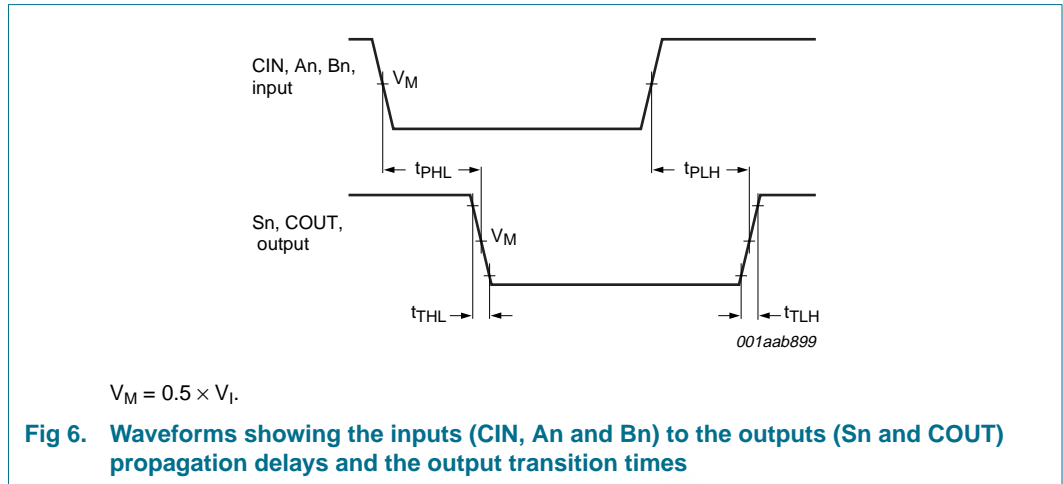 CIN, An, Bn,
input
VM
tPHL
tPLH
Sn, COUT,
output
VM
tTHL
tTLH
001aab899
VM = 0.5 × VI.
Fig 6. Waveforms showing the inputs (CIN, An and Bn) to the outputs (Sn and COUT)
propagation delays and the output transition times